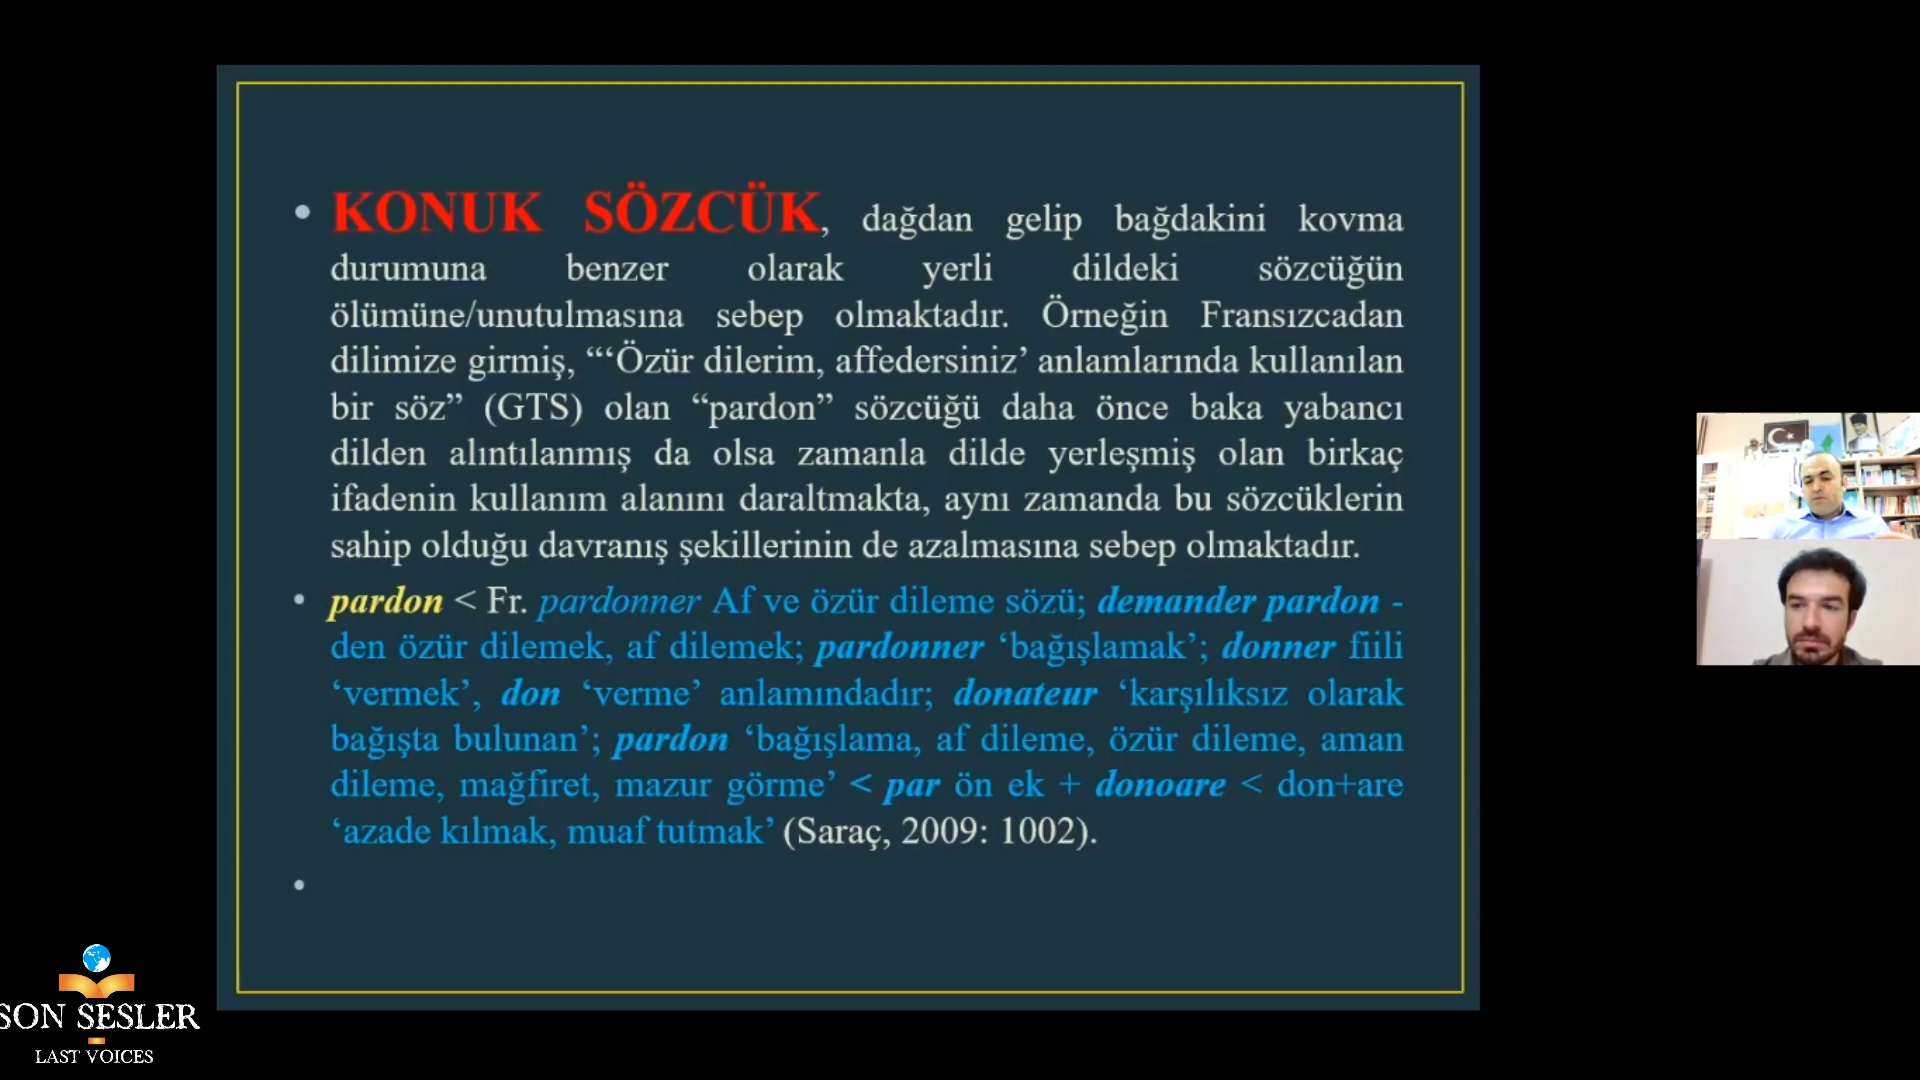 • KONUK SÖZCÜK, dağdan gelip bağdakini kovma
durumuna benzer olarak yerli dildeki sözcüğün
ölümüne/unutulmasına sebep olmaktadır. Örneğin Fransızcadan
dilimize girmiş, “‘Özür dilerim, affedersiniz’ anlamlarında kullanılan
bir söz” (GTS) olan “pardon” sözcüğü daha önce baka yabancı
dilden alıntılanmış da olsa zamanla dilde yerleşmiş olan birkaç
ifadenin kullanım alanını daraltmakta, aynı zamanda bu sözcüklerin
sahip olduğu davranış şekillerinin de azalmasına sebep olmaktadır.
• pardon < Fr. pardonner Af ve özür dileme sözü; demander pardon -
den özür dilemek, af dilemek; pardonner ‘bağışlamak’; donner fiili
‘vermek’, don ‘verme’ anlamındadır; donateur ‘karşılıksız olarak
bağışta bulunan’; pardon ‘bağışlama, af dileme, özür dileme, aman
dileme, mağfiret, mazur görme’ < par ön ek + donoare < don+are
‘azade kılmak, muaf tutmak’ (Saraç, 2009: 1002).
•
SON SESLER
LAST VOICES